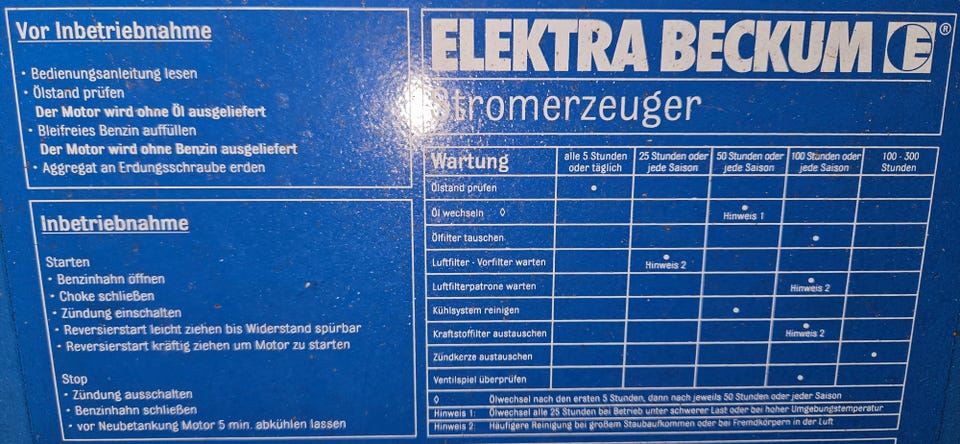 Vor Inbetriebnahme
• Bedienungsanleitung lesen
• Ölstand prüfen
Der Motor wird ohne Öl ausgeliefert
• Bleifreies Benzin auffüllen
Der Motor wird ohne Benzin ausgeliefert
• Aggregat an Erdungsschraube erden
Inbetriebnahme
Starten
• Benzinhahn öffnen
• Choke schließen
• Zündung einschalten
• Reversierstart leicht ziehen bis Widerstand spürbar
• Reversierstart kräftig ziehen um Motor zu starten
Stop
• Zündung ausschalten
• Benzinhahn schließen
• vor Neubetankung Motor 5 min. abkühlen lassen
ELEKTRA BECKUM E ®
Stromerzeuger
Wartung | alle 5 Stunden oder täglich | 25 Stunden oder jede Saison | 50 Stunden oder jede Saison | 100 Stunden oder jede Saison | 100 - 300 Stunden
Ölstand prüfen | • | | | |
Öl wechseln ◊ | | | • Hinweis 1 | |
Ölfilter tauschen | | | | • |
Luftfilter - Vorfilter warten | | • Hinweis 2 | | |
Luftfilterpatrone warten | | | | • Hinweis 2 |
Kühlsystem reinigen | | | • | |
Kraftstoffilter austauschen | | | | • Hinweis 2 |
Zündkerze austauschen | | | | | •
Ventilspiel überprüfen | | | | • |
◊ Ölwechsel nach den ersten 5 Stunden, dann nach jeweils 50 Stunden oder jeder Saison
Hinweis 1: Ölwechsel alle 25 Stunden bei Betrieb unter schwerer Last oder bei hoher Umgebungstemperatur
Hinweis 2: Häufigere Reinigung bei großem Staubaufkommen oder bei Fremdkörpern in der Luft